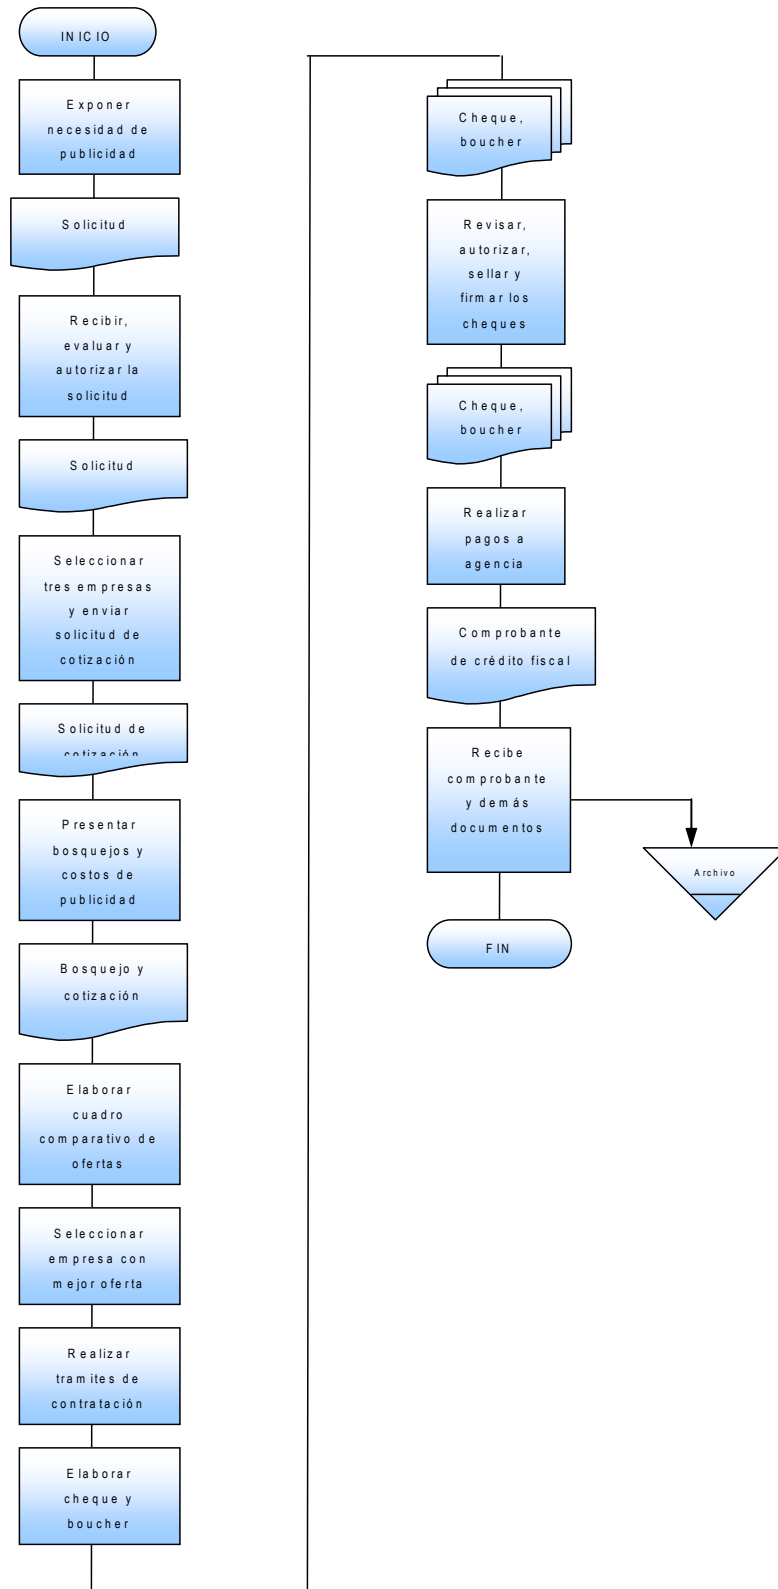 INICIO
Exponer
necesidad de
publicidad
Solicitud
Recibir,
evaluar y
autorizar la
solicitud
Solicitud
Seleccionar
tres empresas
y enviar
solicitud de
cotización
Solicitud de
cotización
Presentar
bosquejos y
costos de
publicidad
Bosquejo y
cotización
Elaborar
cuadro
comparativo de
ofertas
Seleccionar
empresa con
mejor oferta
Realizar
tramites de
contratación
Elaborar
cheque y
boucher
Cheque,
boucher
Revisar,
autorizar,
sellar y
firmar los
cheques
Cheque,
boucher
Realizar
pagos a
agencia
Comprobante
de crédito fiscal
Recibe
comprobante
y demás
documentos
Archivo
FIN